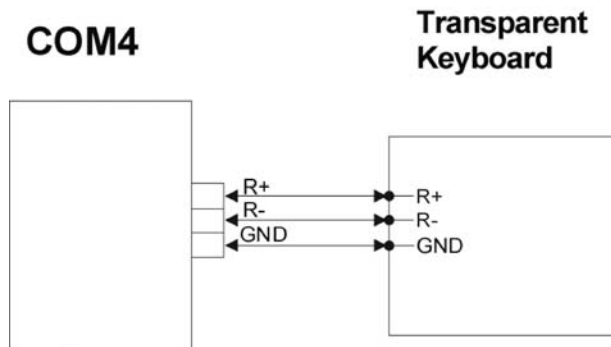 COM4
Transparent
Keyboard
R+
R-
GND
R+
R-
GND